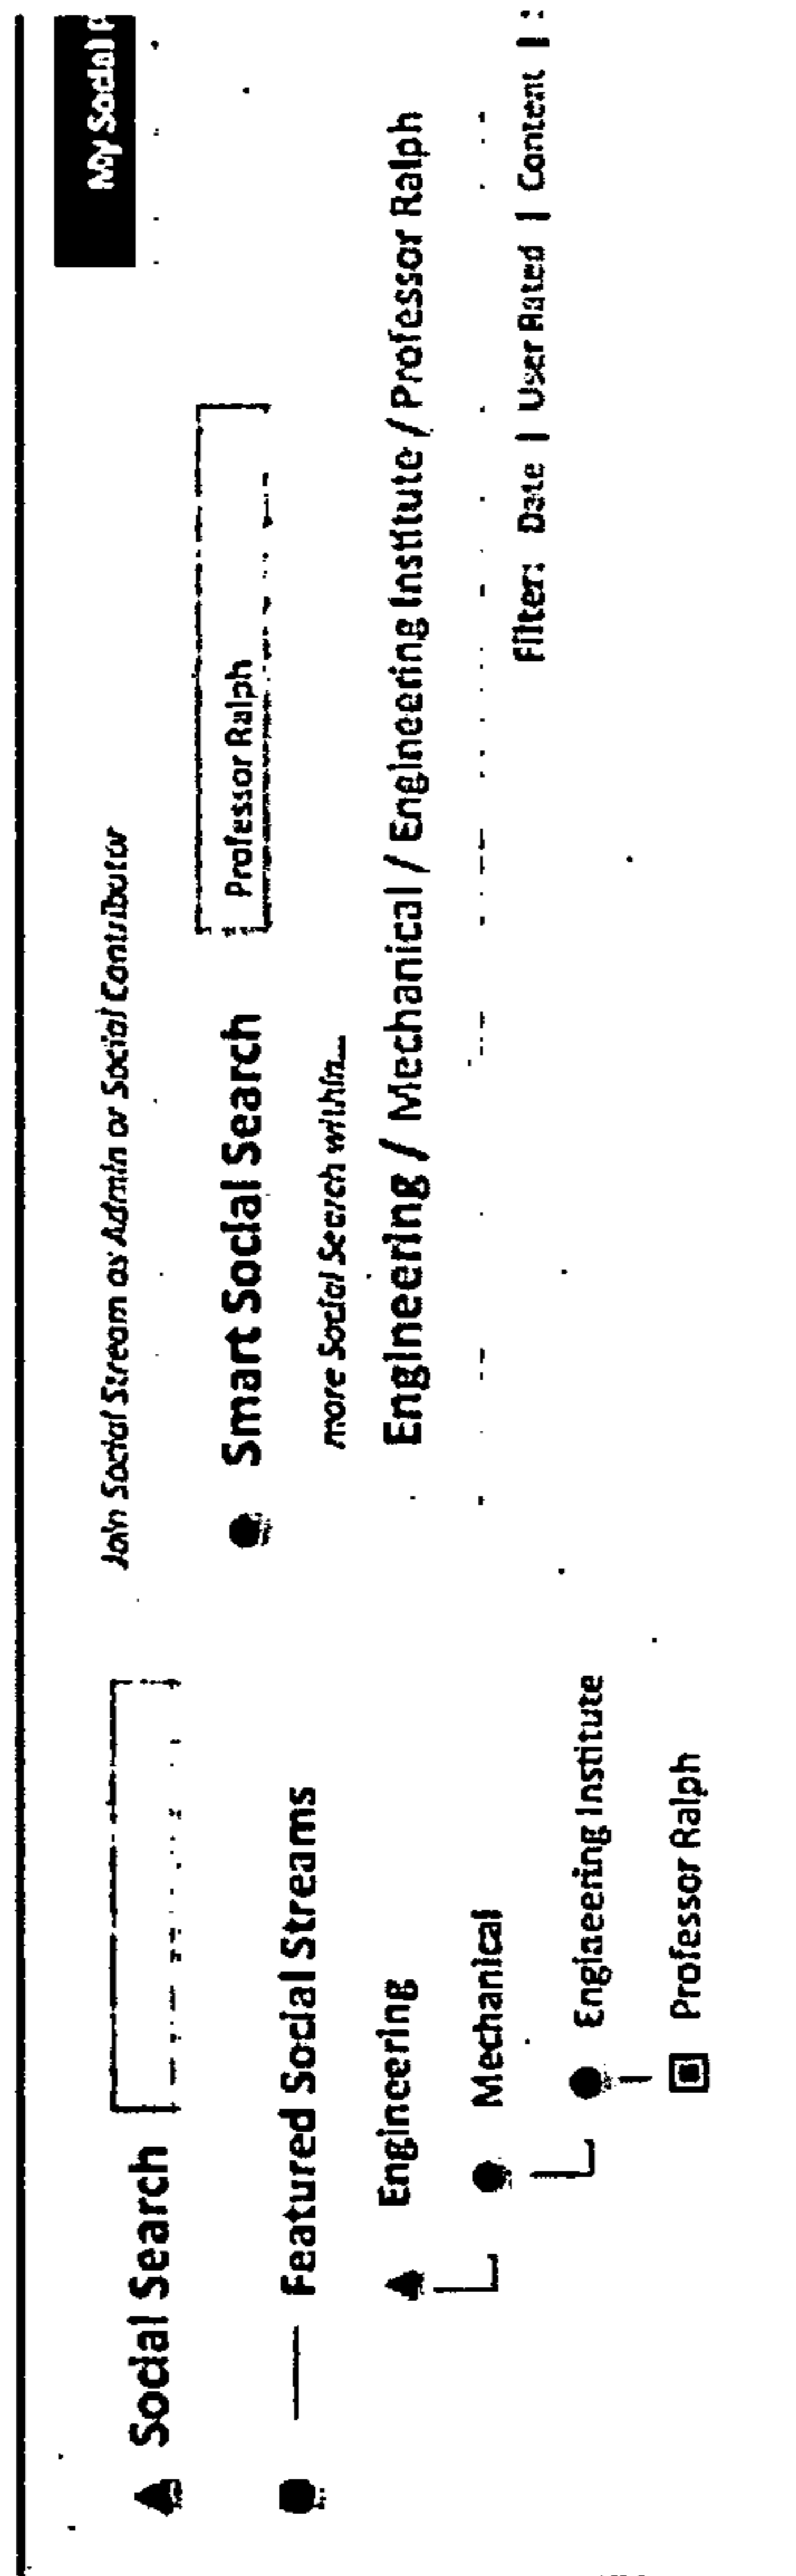 My Social
Join Social Stream as Admin or Social Contributor
Social Search
Smart Social Search
Professor Ralph
more Social Search within...
Featured Social Streams
Engineering / Mechanical / Engineering Institute / Professor Ralph
Engineering
Filter: Date | User Rated | Content |
Mechanical
Engineering Institute
Professor Ralph